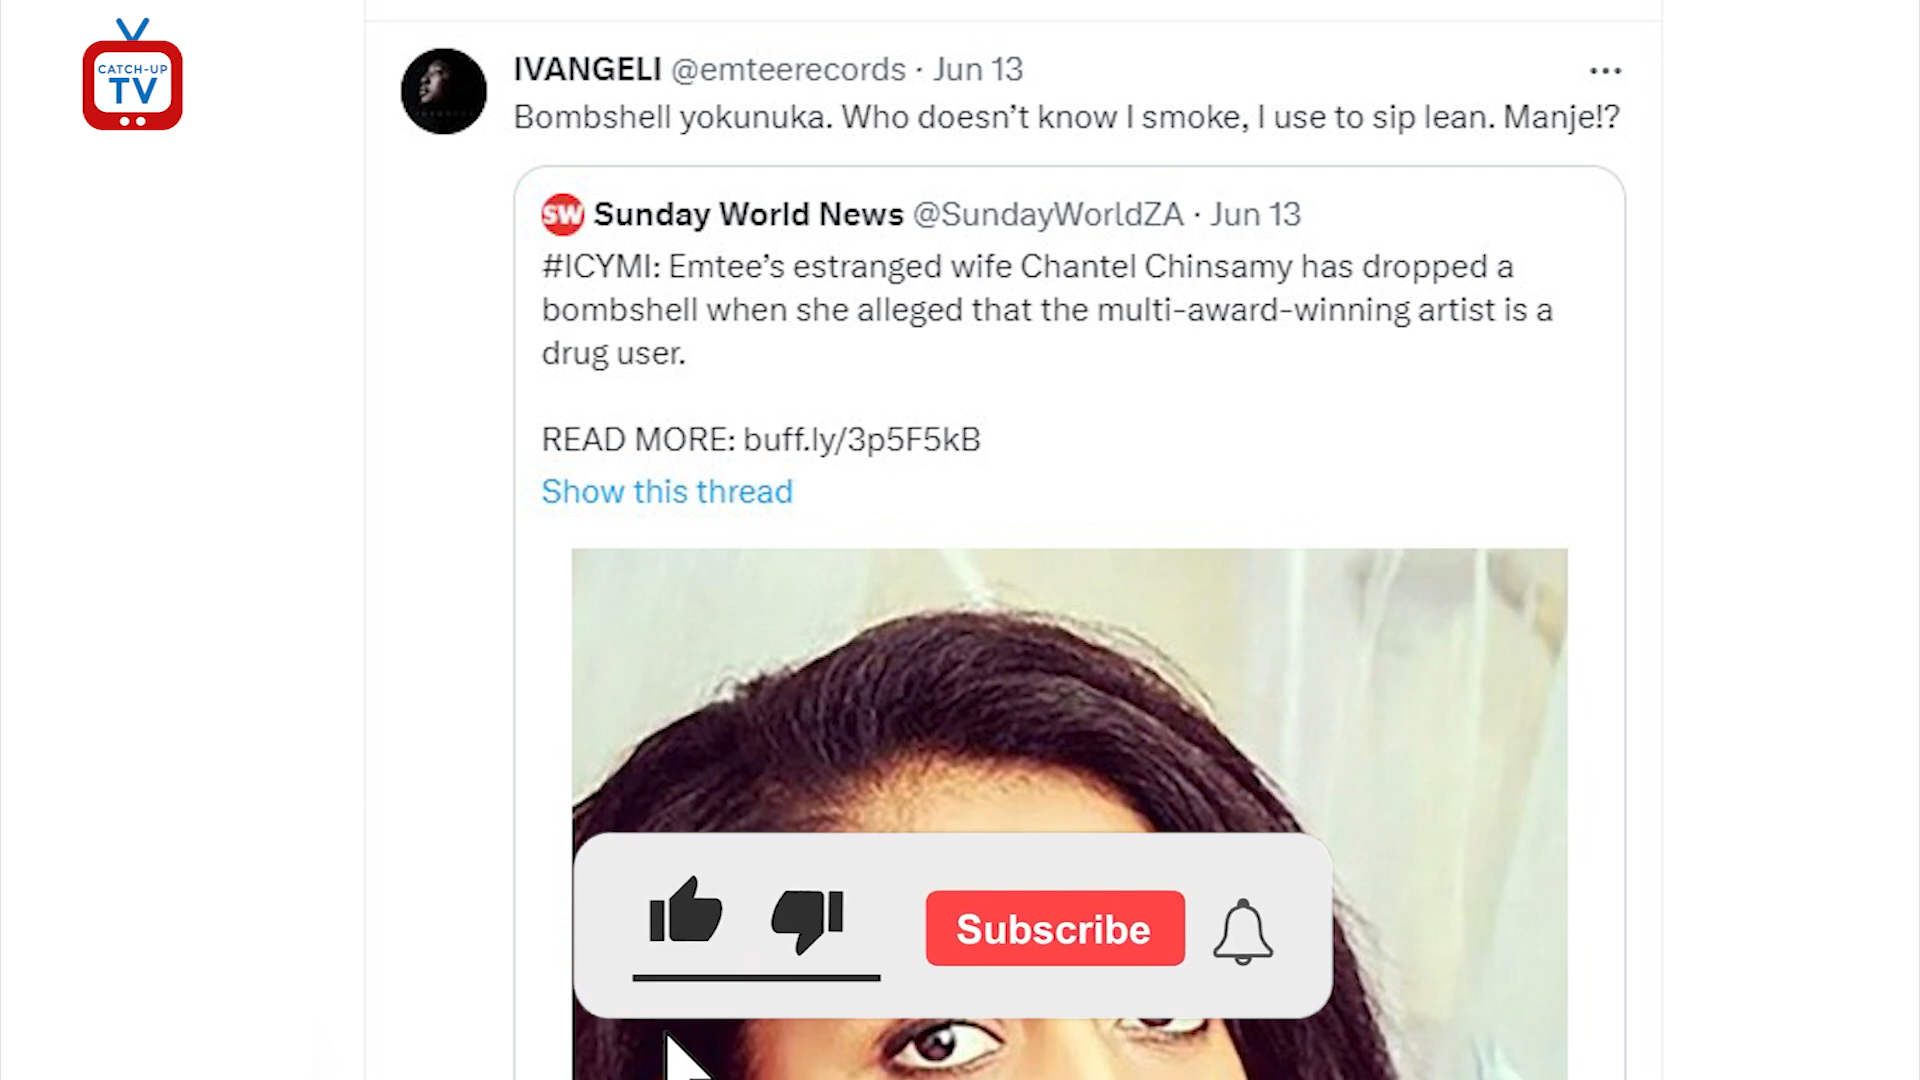 CATCH-UP
TV
IVANGELI @emteerecords · Jun 13
Bombshell yokunuka. Who doesn’t know I smoke, I use to sip lean. Manje!?
SW Sunday World News @SundayWorldZA · Jun 13
#ICYMI: Emtee’s estranged wife Chantel Chinsamy has dropped a
bombshell when she alleged that the multi-award-winning artist is a
drug user.
READ MORE: buff.ly/3p5F5kB
Show this thread
Subscribe